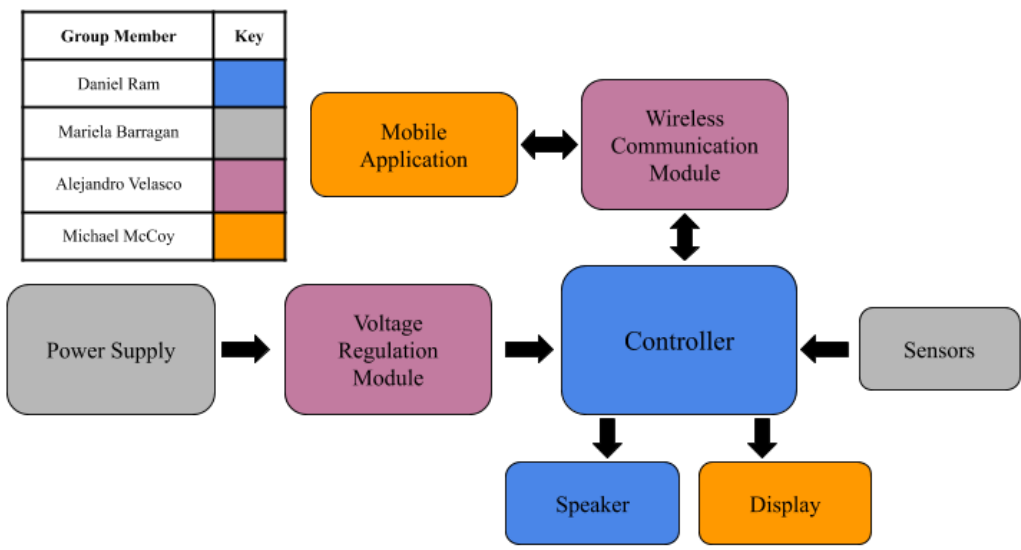 Group Member Key
Daniel Ram
Mariela Barragan
Alejandro Velasco
Michael McCoy
Mobile
Application
Wireless
Communication
Module
Power Supply
Voltage
Regulation
Module
Controller
Sensors
Speaker
Display